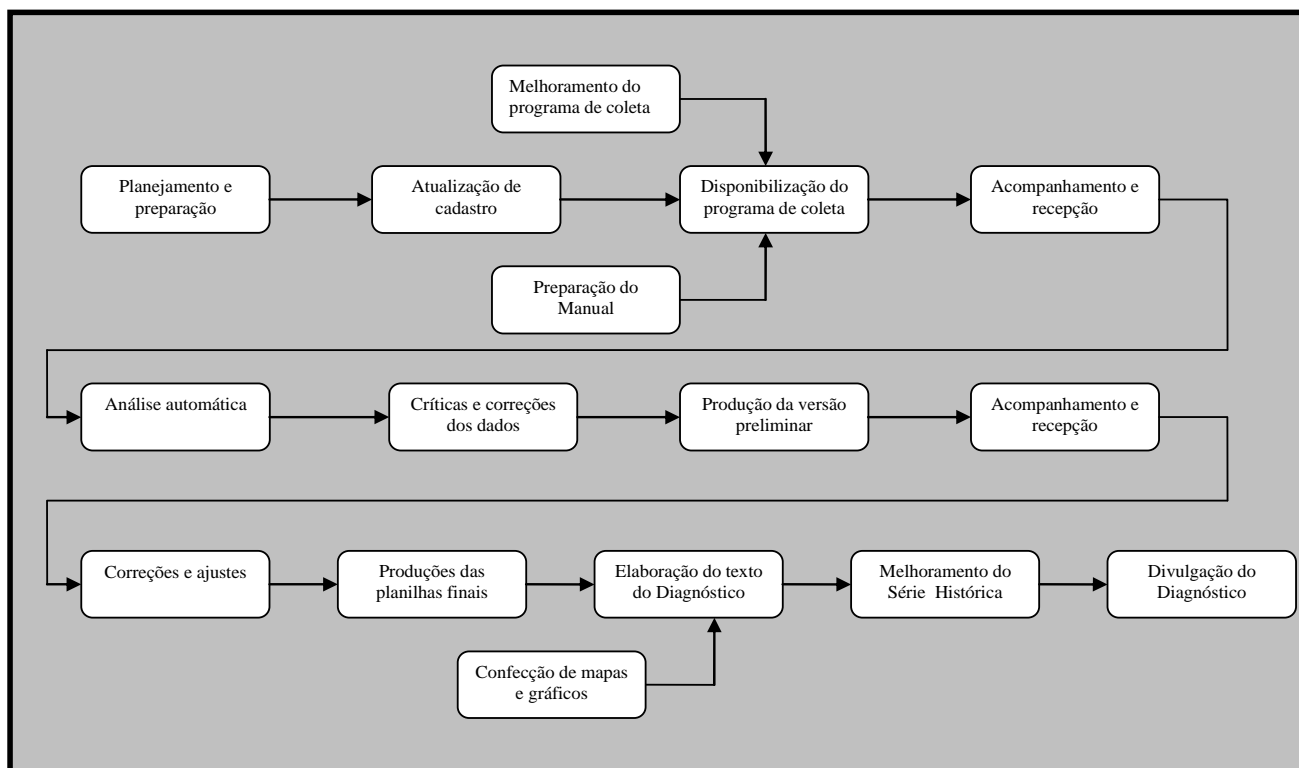 Melhoramento do
programa de coleta
Planejamento e
preparação
Atualização de
cadastro
Disponibilização do
programa de coleta
Acompanhamento e
recepção
Preparação do
Manual
Análise automática
Críticas e correções
dos dados
Produção da versão
preliminar
Acompanhamento e
recepção
Correções e ajustes
Produções das
planilhas finais
Elaboração do texto
do Diagnóstico
Melhoramento do
Série Histórica
Divulgação do
Diagnóstico
Confecção de mapas
e gráficos